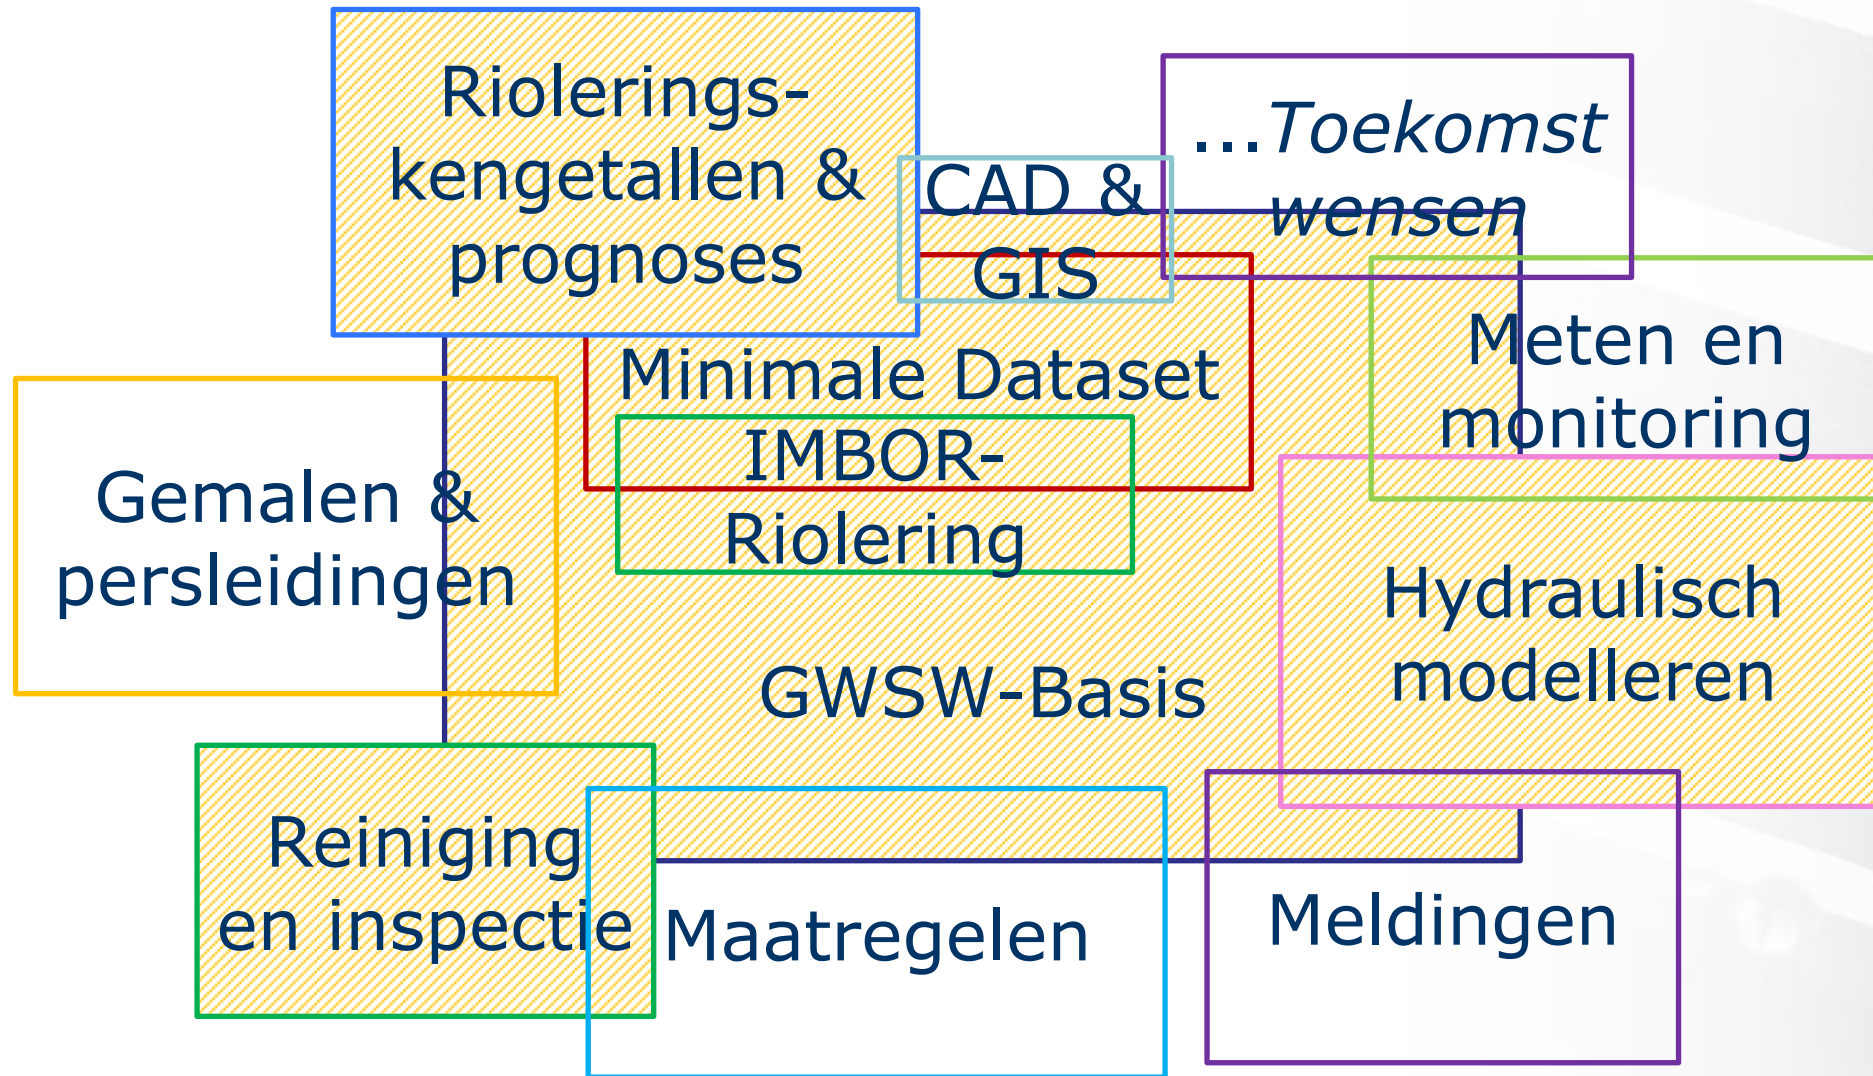 Riolerings-
kengetallen &
prognoses
CAD &
GIS
...Toekomst
wensen
Meten en
monitoring
Minimale Dataset
IMBOR-
Riolering
Gemalen &
persleidingen
Hydraulisch
modelleren
GWSW-Basis
Reiniging
en inspectie
Maatregelen
Meldingen